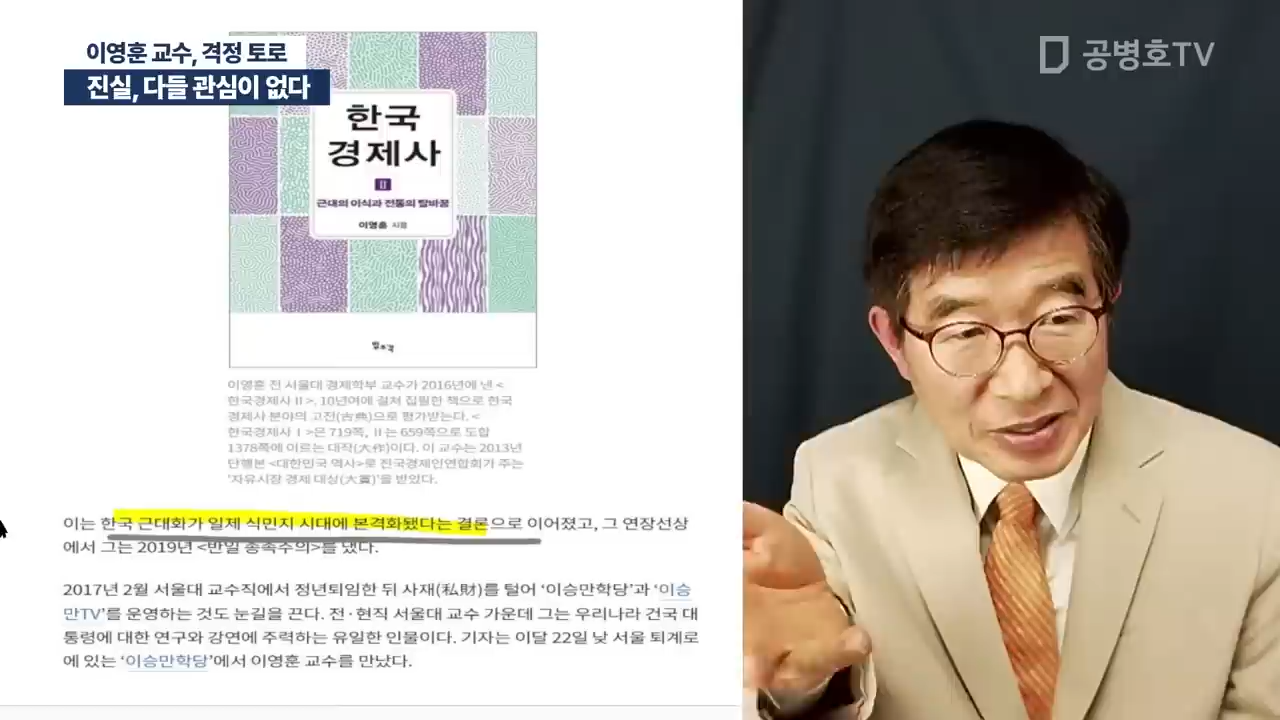 이영훈 교수, 격정 토로
진실, 다들 관심이 없다
공병호TV
한국
경제사
II
근대의 이식과 전통의 탈바꿈
이영훈 지음
일조각
이영훈 전 서울대 경제학부 교수가 2016년에 낸 <
한국경제사Ⅱ>. 10년여에 걸쳐 집필한 책으로 한국
경제사 분야의 고전(古典)으로 평가받는다. <
한국경제사Ⅰ>은 719쪽, Ⅱ는 659쪽으로 도합
1378쪽에 이르는 대작(大作)이다. 이 교수는 2013년
단행본 <대한민국 역사>로 전국경제인연합회가 주는
'자유시장 경제 대상(大賞)'을 받았다.
이는 한국 근대화가 일제 식민지 시대에 본격화됐다는 결론으로 이어졌고, 그 연장선상
에서 그는 2019년 <반일 종족주의>를 냈다.
2017년 2월 서울대 교수직에서 정년퇴임한 뒤 사재(私財)를 털어 '이승만학당'과 '이승
만TV'를 운영하는 것도 눈길을 끈다. 전·현직 서울대 교수 가운데 그는 우리나라 건국 대
통령에 대한 연구와 강연에 주력하는 유일한 인물이다. 기자는 이달 22일 낮 서울 퇴계로
에 있는 '이승만학당'에서 이영훈 교수를 만났다.